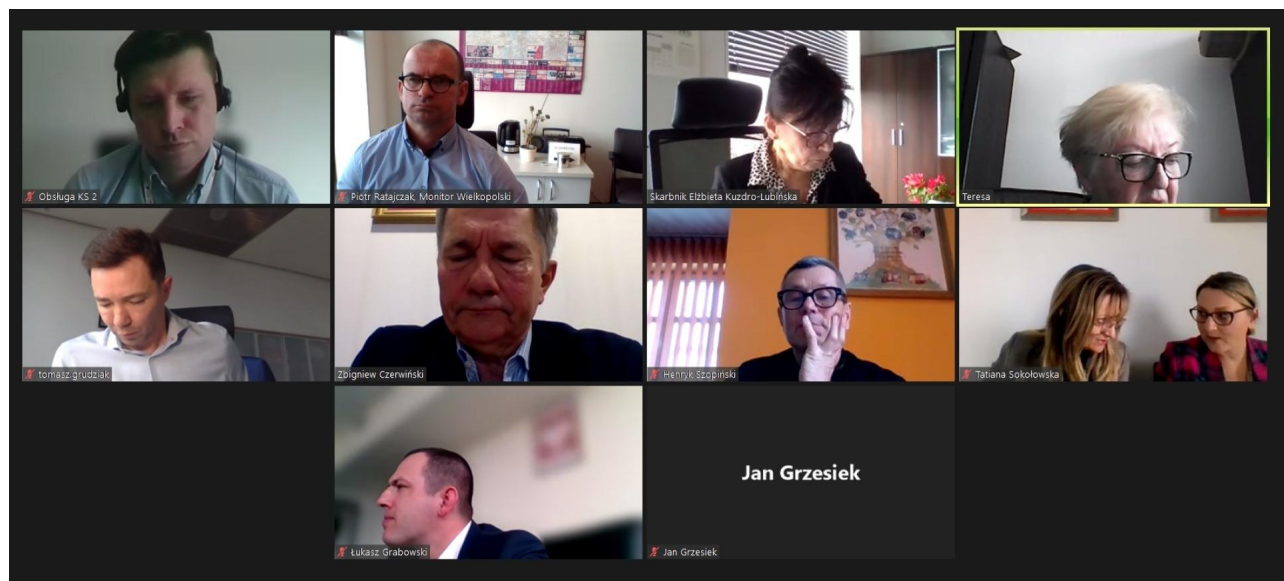 Obsługa KS 2
Piotr Ratajczak, Monitor Wielkopolski
Skarbnik Elżbieta Kuzdro-Lubińska
Teresa
tomasz.grudziak
Zbigniew Czerwiński
Henryk Szopiński
Tatiana Sokołowska
Łukasz Grabowski
Jan Grzesiek
Jan Grzesiek